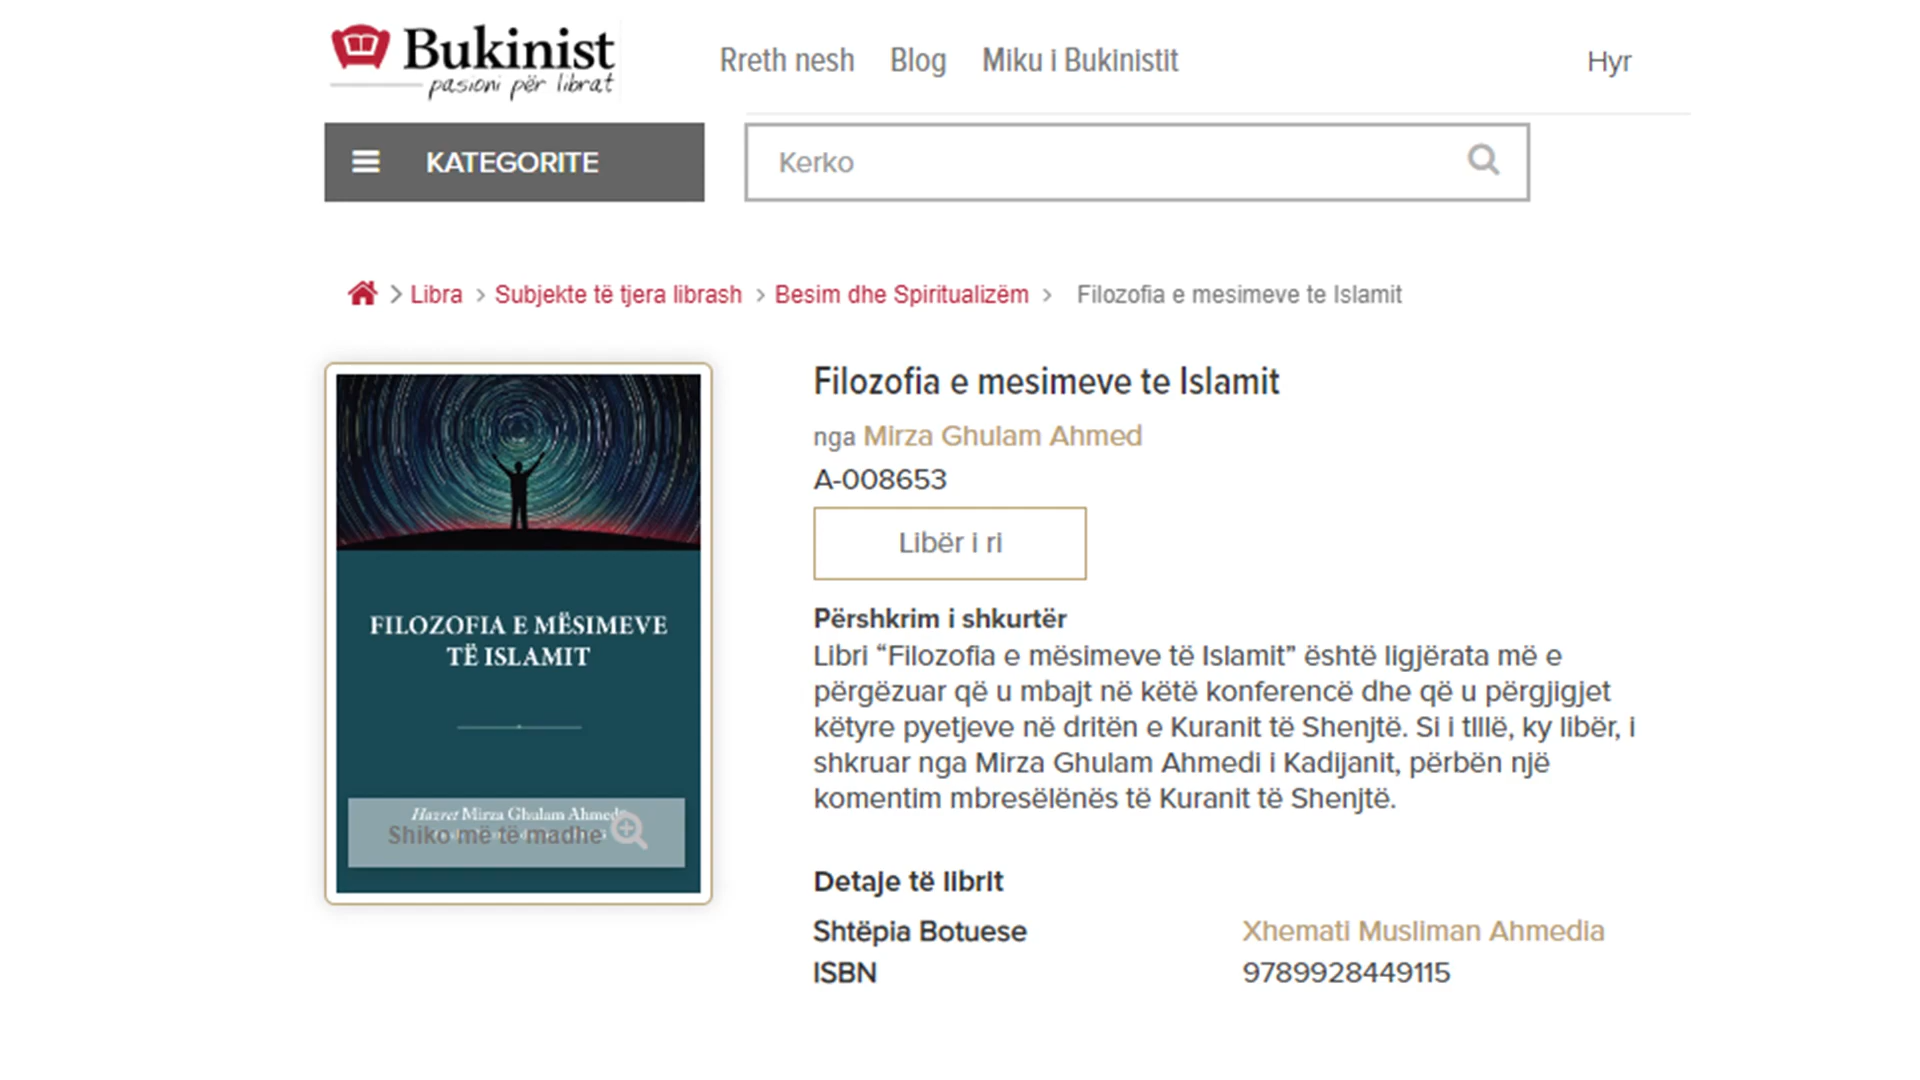 Bukinist
pasioni për librat
Rreth nesh
Blog
Miku i Bukinistit
Hyr
KATEGORITE
Kerko
Libra > Subjekte të tjera librash > Besim dhe Spiritualizëm > Filozofia e mesimeve te Islamit
FILOZOFIA E MËSIMEVE
TË ISLAMIT
Hazret Mirza Ghulam Ahmed
Shiko më të madhe
Filozofia e mesimeve te Islamit
nga Mirza Ghulam Ahmed
A-008653
Libër i ri
Përshkrim i shkurtër
Libri “Filozofia e mësimeve të Islamit” është ligjërata më e
përgëzuar që u mbajt në këtë konferencë dhe që u përgjigjet
këtyre pyetjeve në dritën e Kuranit të Shenjtë. Si i tIllë, ky libër, i
shkruar nga Mirza Ghulam Ahmedi i Kadijanit, përbën një
komentim mbresëlënës të Kuranit të Shenjtë.
Detaje të librit
Shtëpia Botuese Xhemati Musliman Ahmedia
ISBN 9789928449115